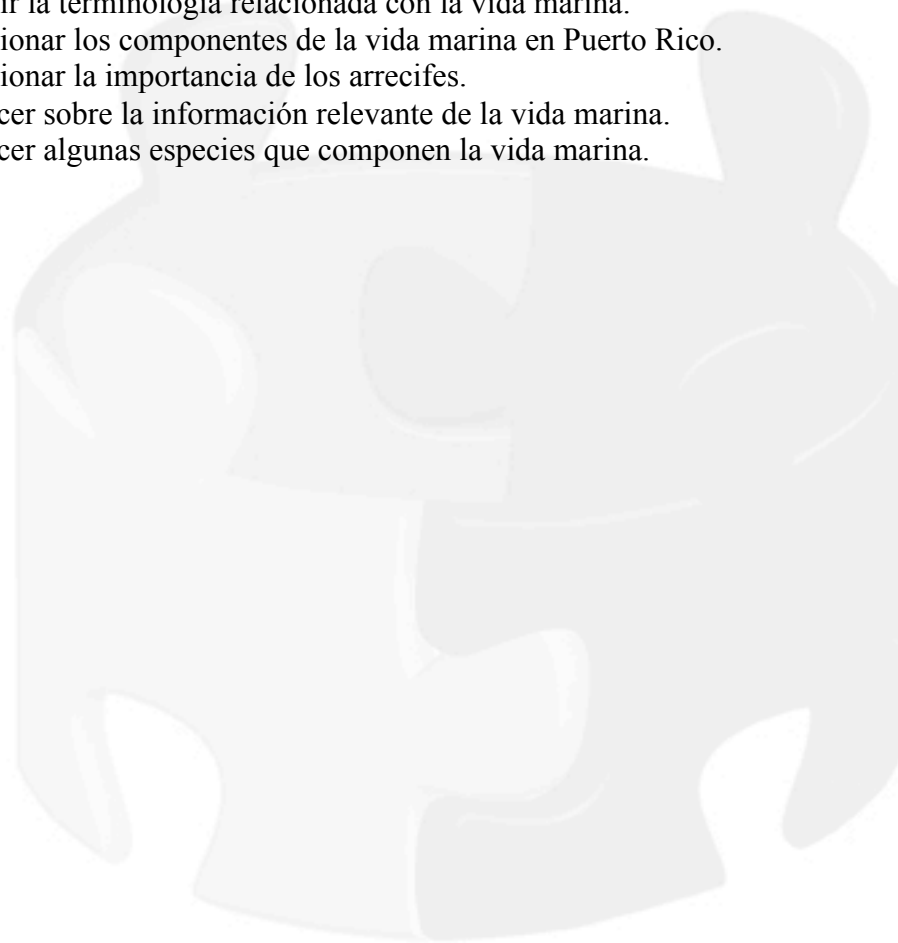 ir la terminología relacionada con la vida marina.
ionar los componentes de la vida marina en Puerto Rico.
ionar la importancia de los arrecifes.
cer sobre la información relevante de la vida marina.
cer algunas especies que componen la vida marina.